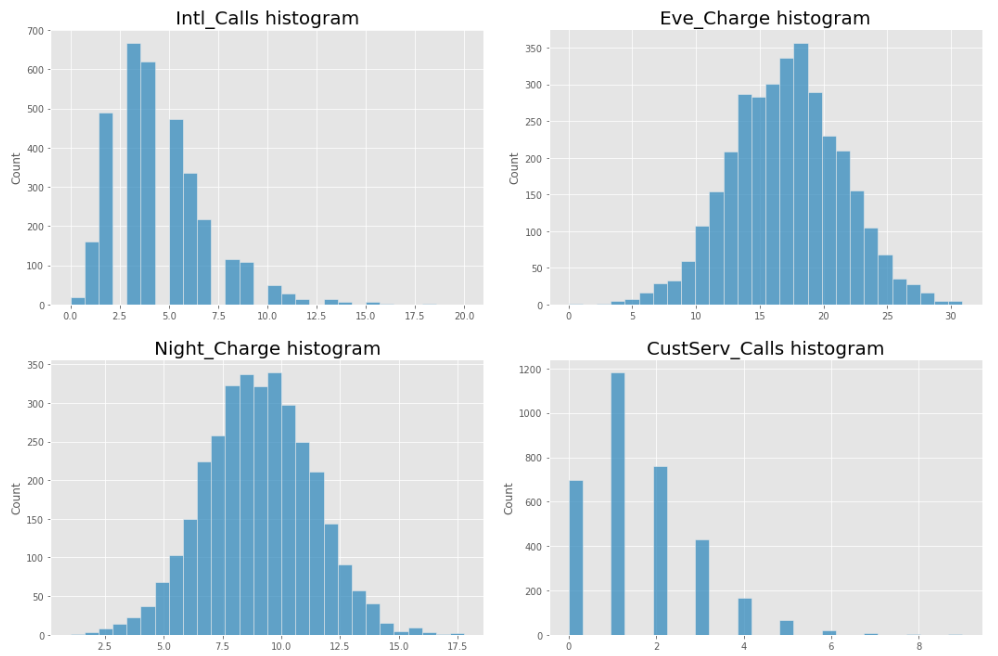 Intl_Calls histogram
700
600
500
400
300
200
100
0
Count
0.0 2.5 5.0 7.5 10.0 12.5 15.0 17.5 20.0
Eve_Charge histogram
350
300
250
200
150
100
50
0
Count
0 5 10 15 20 25 30
Night_Charge histogram
350
300
250
200
150
100
50
0
Count
2.5 5.0 7.5 10.0 12.5 15.0 17.5
CustServ_Calls histogram
1200
1000
800
600
400
200
0
Count
0 2 4 6 8